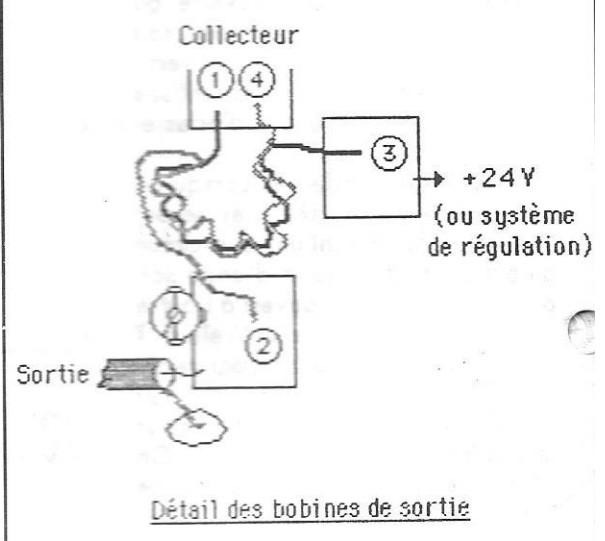 Collecteur
1 4
3
+24V
(ou système
de régulation)
2
Sortie
Détail des bobines de sortie